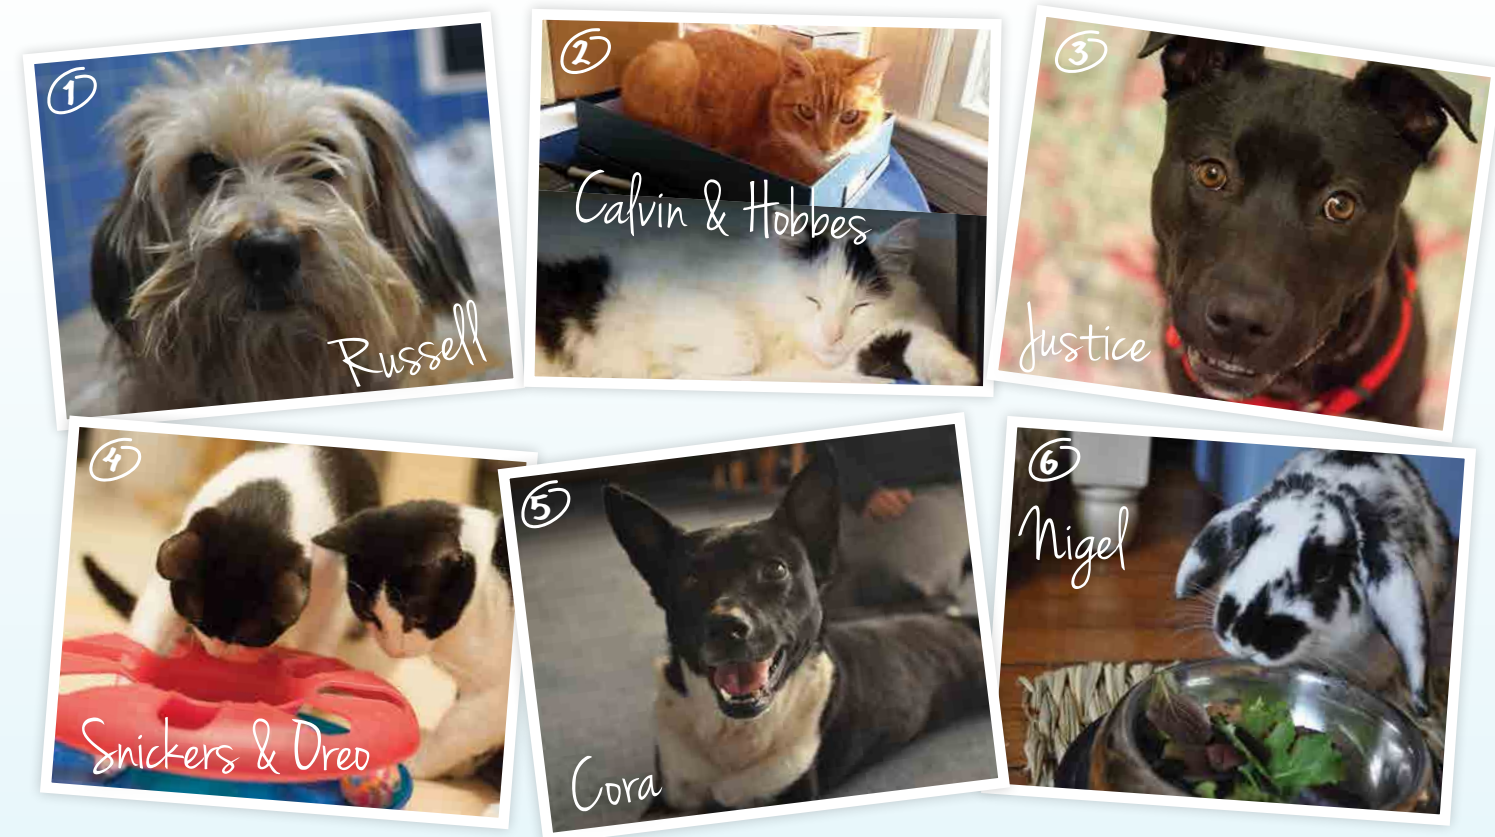 1
Russell
2
Calvin & Hobbes
3
Justice
4
Snickers & Oreo
5
Cora
6
Nigel